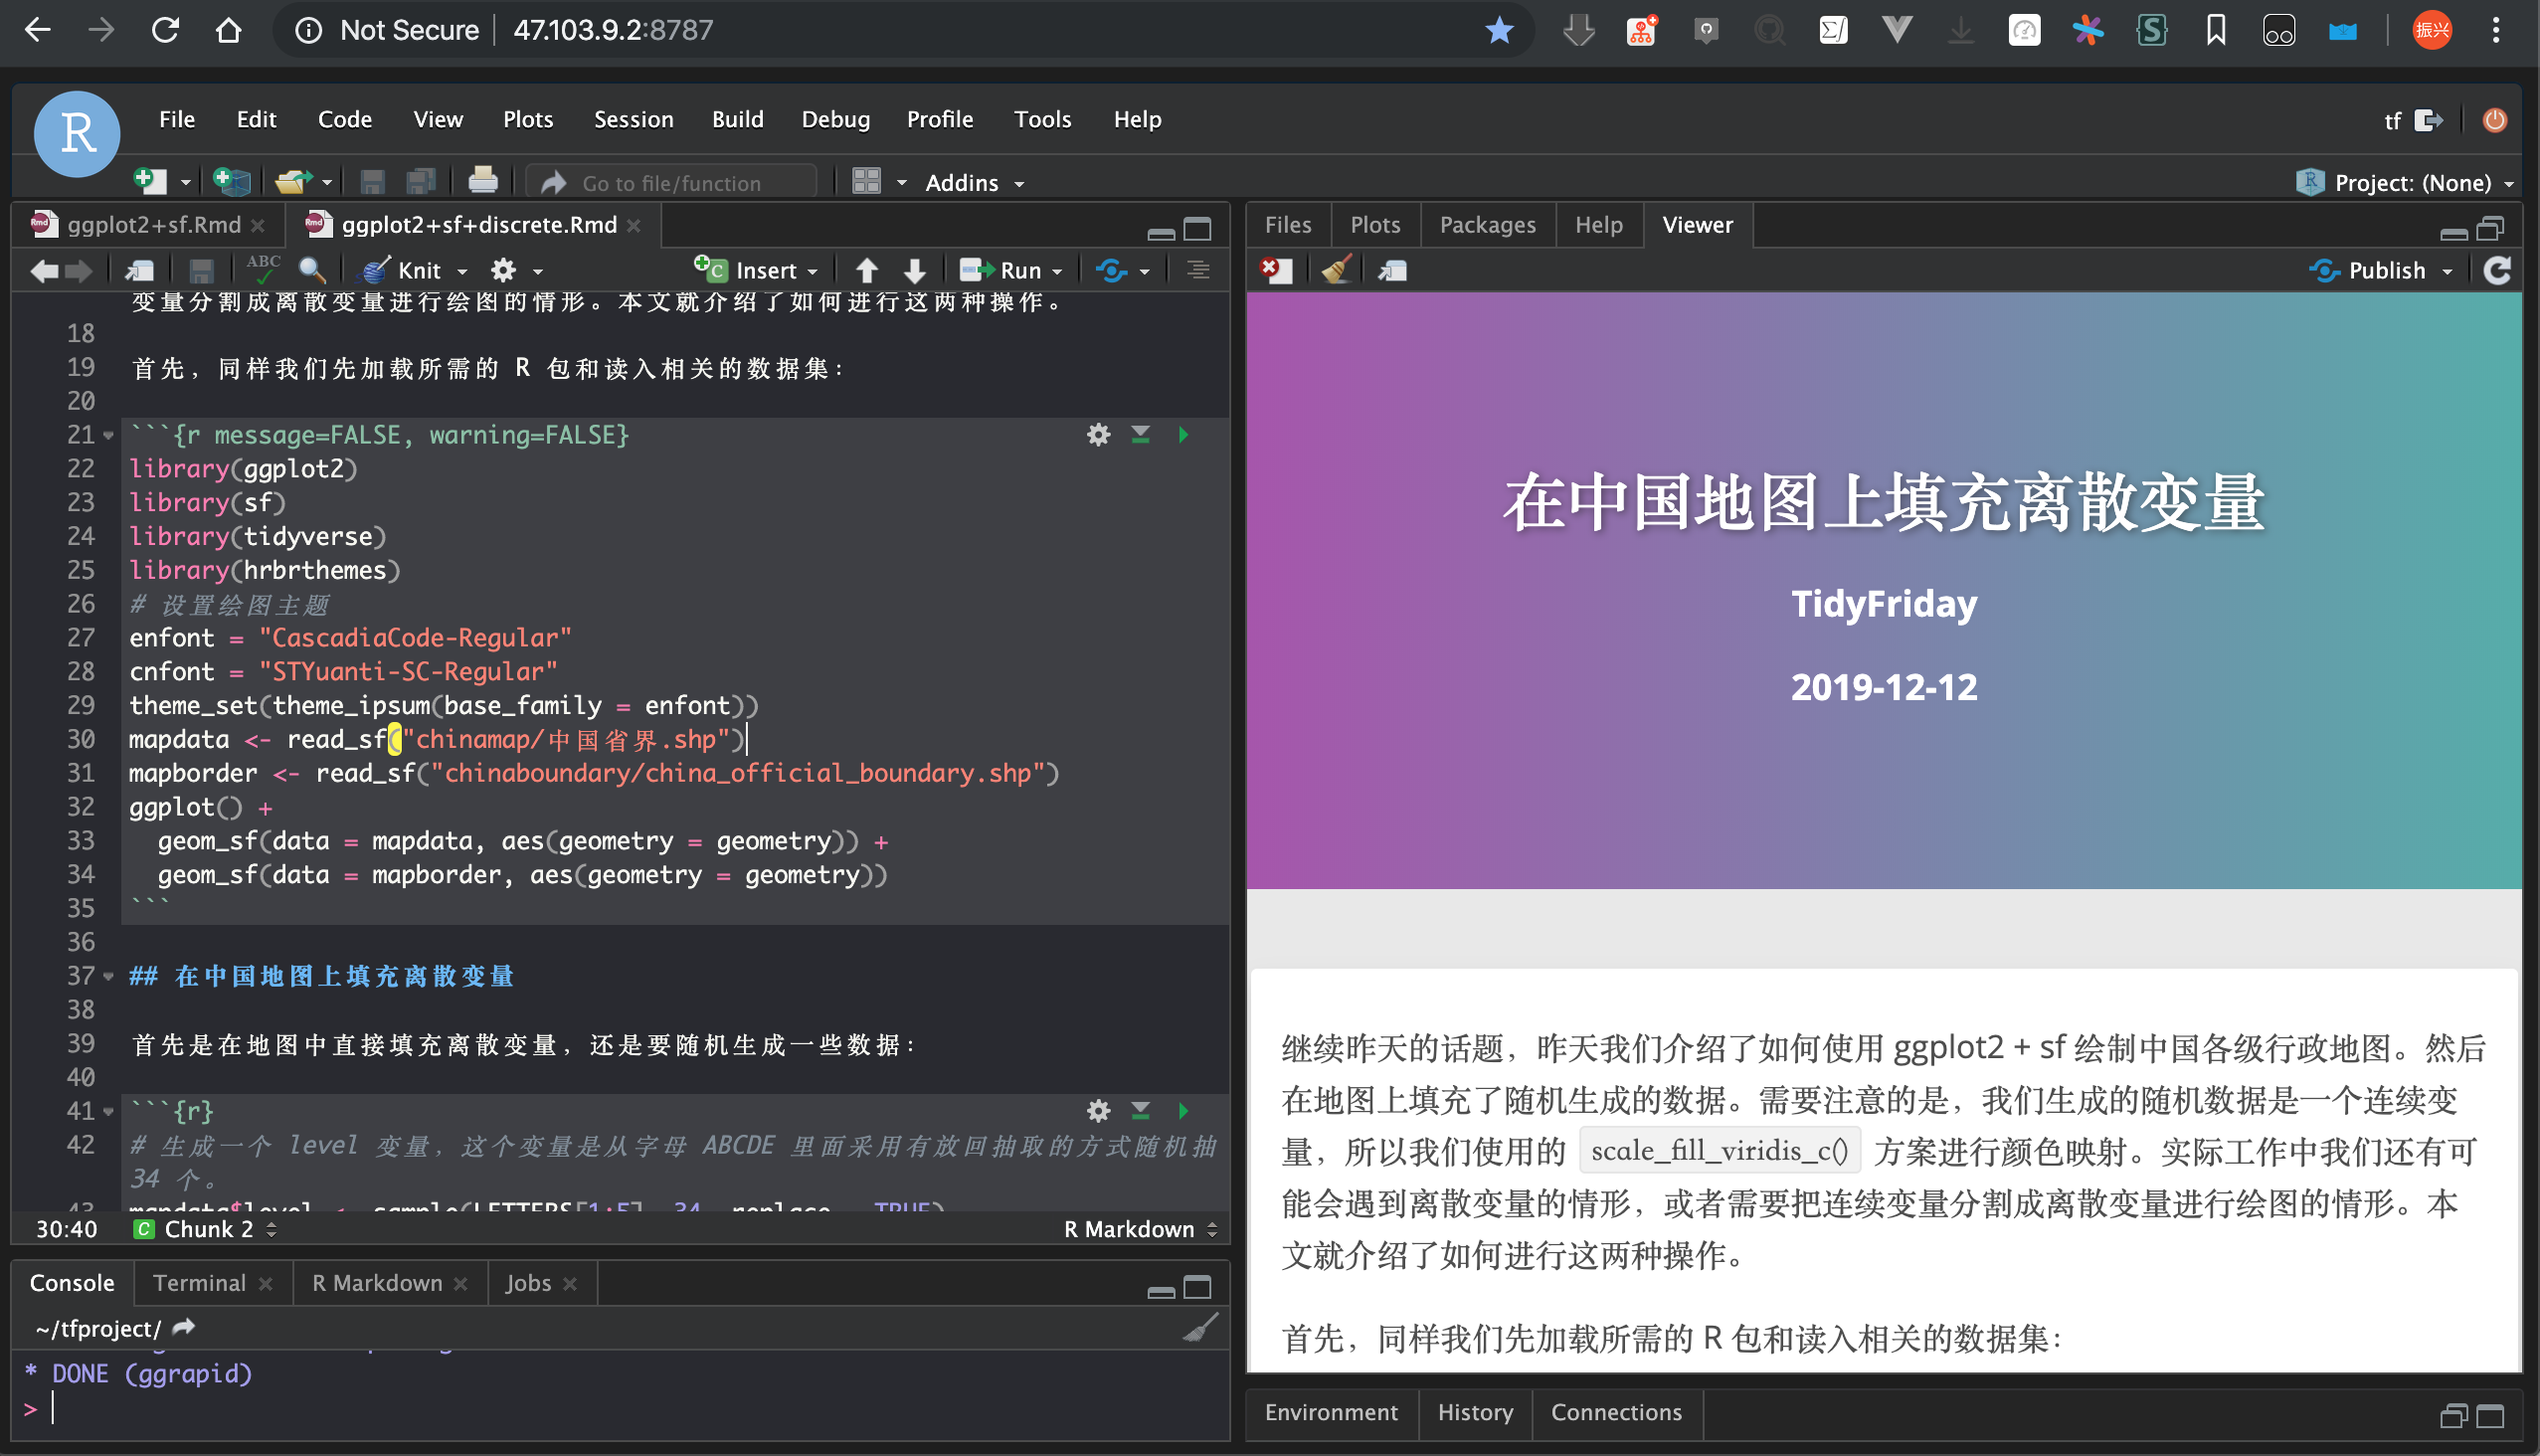 Not Secure 47.103.9.2:8787
振兴
R
File Edit Code View Plots Session Build Debug Profile Tools Help
tf
Go to file/function
Addins
Project: (None)
ggplot2+sf.Rmd
ggplot2+sf+discrete.Rmd
ABC
Knit
Insert
Run
变量分割成离散变量进行绘图的情形。本文就介绍了如何进行这两种操作。
18
19 首先，同样我们先加载所需的 R 包和读入相关的数据集：
20
21 ```{r message=FALSE, warning=FALSE}
22 library(ggplot2)
23 library(sf)
24 library(tidyverse)
25 library(hrbrthemes)
26 # 设置绘图主题
27 enfont = "CascadiaCode-Regular"
28 cnfont = "STYuanti-SC-Regular"
29 theme_set(theme_ipsum(base_family = enfont))
30 mapdata <- read_sf("chinamap/中国省界.shp")
31 mapborder <- read_sf("chinaboundary/china_official_boundary.shp")
32 ggplot() +
33 geom_sf(data = mapdata, aes(geometry = geometry)) +
34 geom_sf(data = mapborder, aes(geometry = geometry))
35 ```
36
37 ## 在中国地图上填充离散变量
38
39 首先是在地图中直接填充离散变量，还是要随机生成一些数据：
40
41 ```{r}
42 # 生成一个 level 变量，这个变量是从字母 ABCDE 里面采用有放回抽取的方式随机抽
34 个。
43 mapdata$level <- sample(LETTERS[1:5], 34, replace = TRUE)
30:40 Chunk 2 R Markdown
Console Terminal R Markdown Jobs
~/tfproject/
* DONE (ggrapid)
>
Files Plots Packages Help Viewer
Publish
在中国地图上填充离散变量
TidyFriday
2019-12-12
继续昨天的话题，昨天我们介绍了如何使用 ggplot2 + sf 绘制中国各级行政地图。然后
在地图上填充了随机生成的数据。需要注意的是，我们生成的随机数据是一个连续变
量，所以我们使用的 scale_fill_viridis_c() 方案进行颜色映射。实际工作中我们还有可
能会遇到离散变量的情形，或者需要把连续变量分割成离散变量进行绘图的情形。本
文就介绍了如何进行这两种操作。
首先，同样我们先加载所需的 R 包和读入相关的数据集：
Environment History Connections